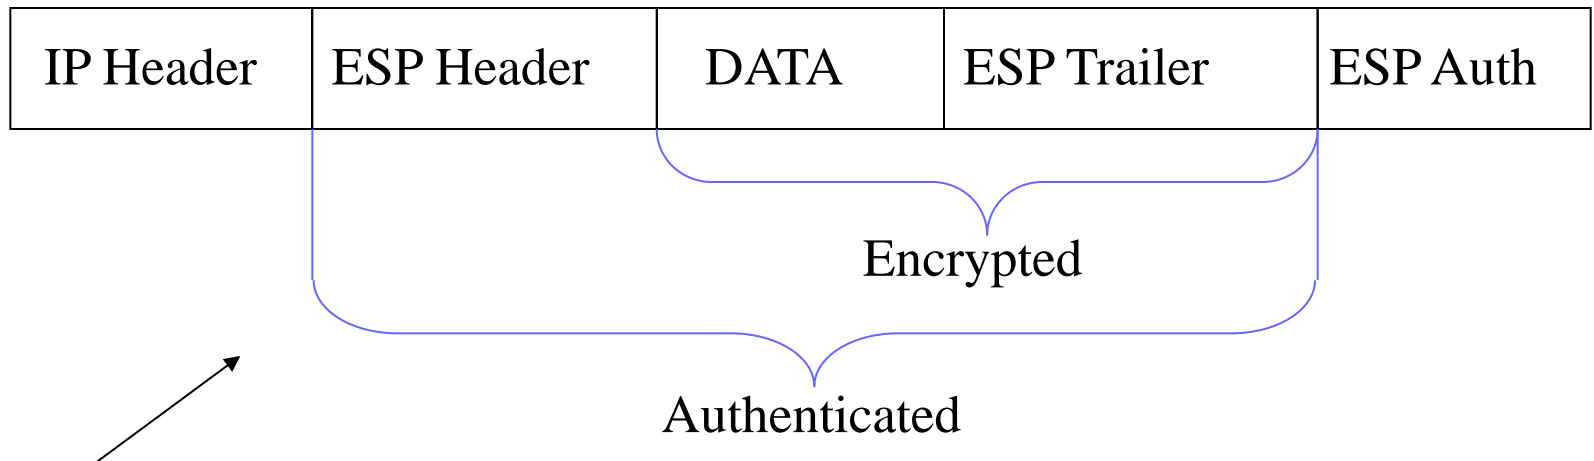 IP Header ESP Header DATA ESP Trailer ESP Auth
Encrypted
Authenticated